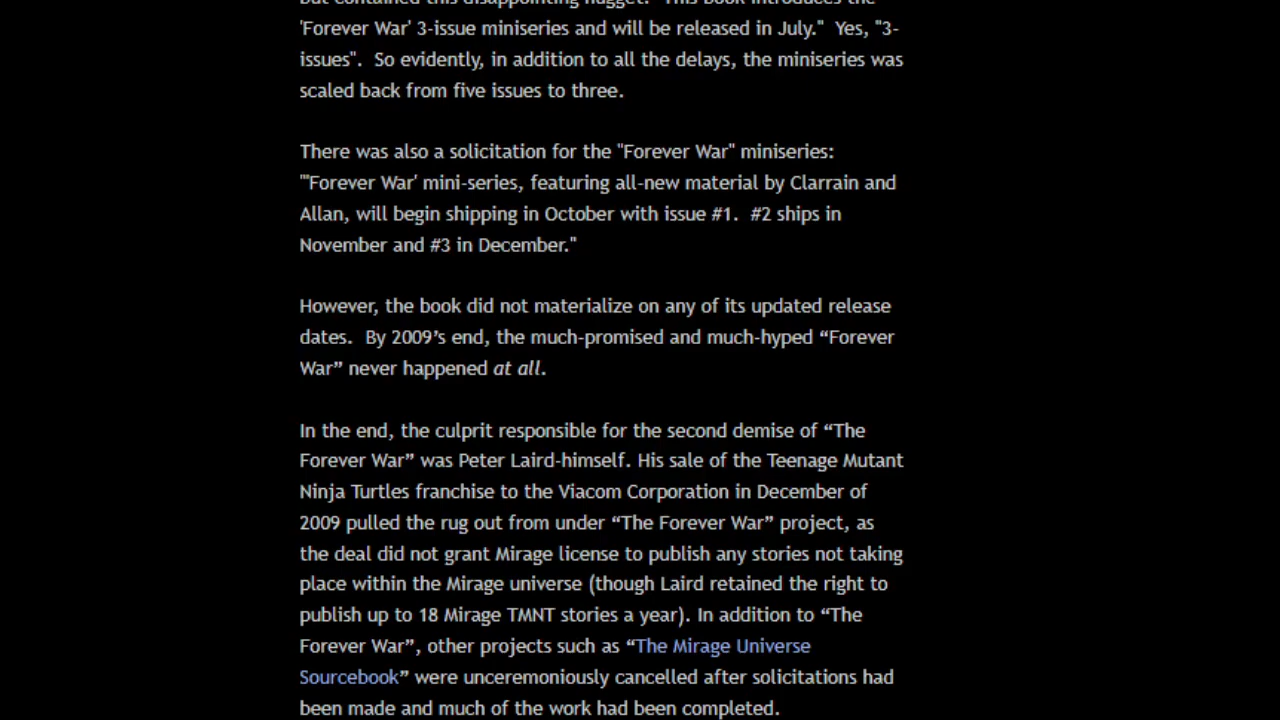 but contained this disappointing nugget: "This book introduces the
'Forever War' 3-issue miniseries and will be released in July."  Yes, "3-
issues".  So evidently, in addition to all the delays, the miniseries was
scaled back from five issues to three.
There was also a solicitation for the "Forever War" miniseries:
"'Forever War' mini-series, featuring all-new material by Clarrain and
Allan, will begin shipping in October with issue #1.  #2 ships in
November and #3 in December."
However, the book did not materialize on any of its updated release
dates.  By 2009’s end, the much-promised and much-hyped “Forever
War” never happened at all.
In the end, the culprit responsible for the second demise of “The
Forever War” was Peter Laird-himself. His sale of the Teenage Mutant
Ninja Turtles franchise to the Viacom Corporation in December of
2009 pulled the rug out from under “The Forever War” project, as
the deal did not grant Mirage license to publish any stories not taking
place within the Mirage universe (though Laird retained the right to
publish up to 18 Mirage TMNT stories a year). In addition to “The
Forever War”, other projects such as “The Mirage Universe
Sourcebook” were unceremoniously cancelled after solicitations had
been made and much of the work had been completed.